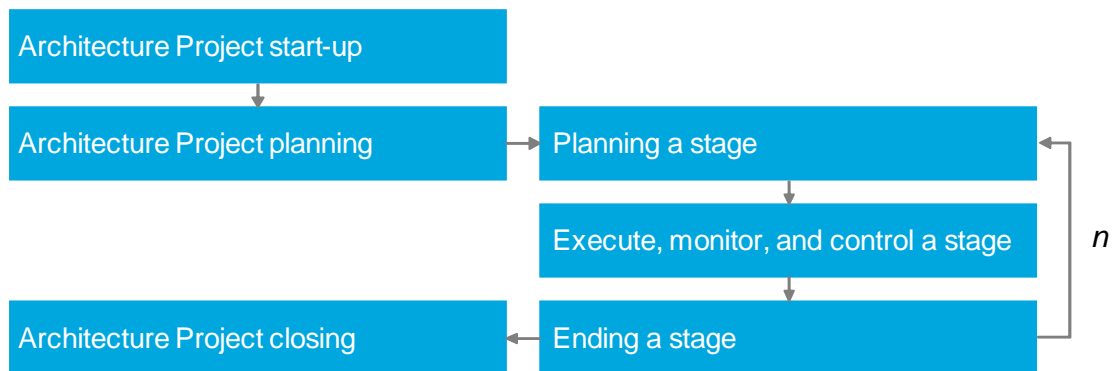 Architecture Project start-up
Architecture Project planning
Planning a stage
Execute, monitor, and control a stage
n
Architecture Project closing
Ending a stage